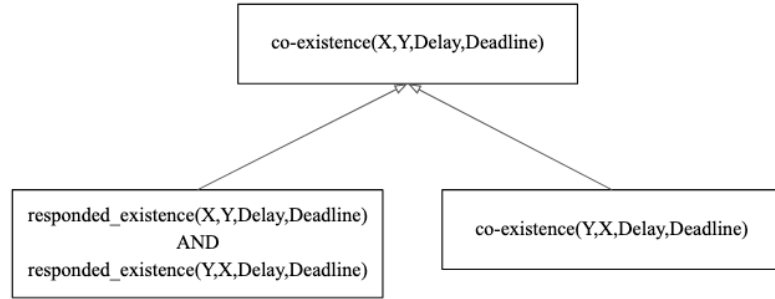 co-existence(X,Y,Delay,Deadline)
responded_existence(X,Y,Delay,Deadline)
AND
responded_existence(Y,X,Delay,Deadline)
co-existence(Y,X,Delay,Deadline)